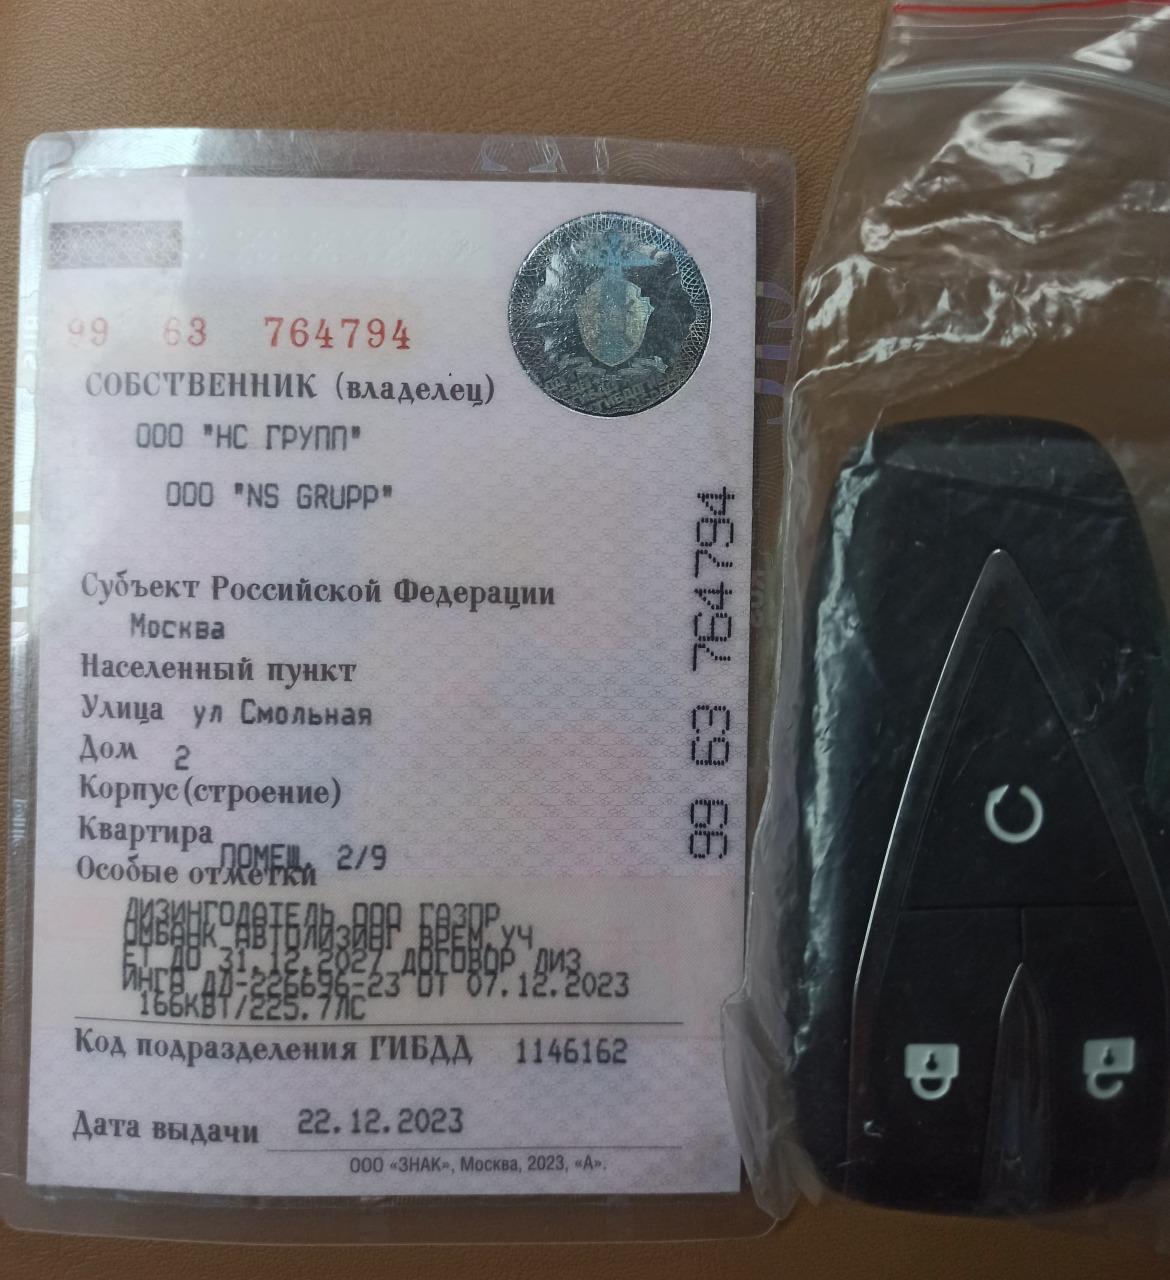 99 63 764794
СОБСТВЕННИК (владелец)
ООО "НС ГРУПП"
ООО "NS GRUPP"
Субъект Российской Федерации
Москва
Населенный пункт
Улица ул Смольная
Дом 2
Корпус (строение)
Квартира ПОМЕЩ. 2/9
Особые отметки
ЛИЗИНГОДАТЕЛЬ ООО ГАЗПР
ОМБАНК АВТОЛИЗИНГ ВРЕМ.УЧ
ЕТ ДО 31.12.2027 ДОГОВОР ЛИЗ
ИНГА ДЛ-226696-23 ОТ 07.12.2023
166КВТ/225.7ЛС
Код подразделения ГИБДД 1146162
Дата выдачи 22.12.2023
ООО «ЗНАК», Москва, 2023, «А».
99 63 764794